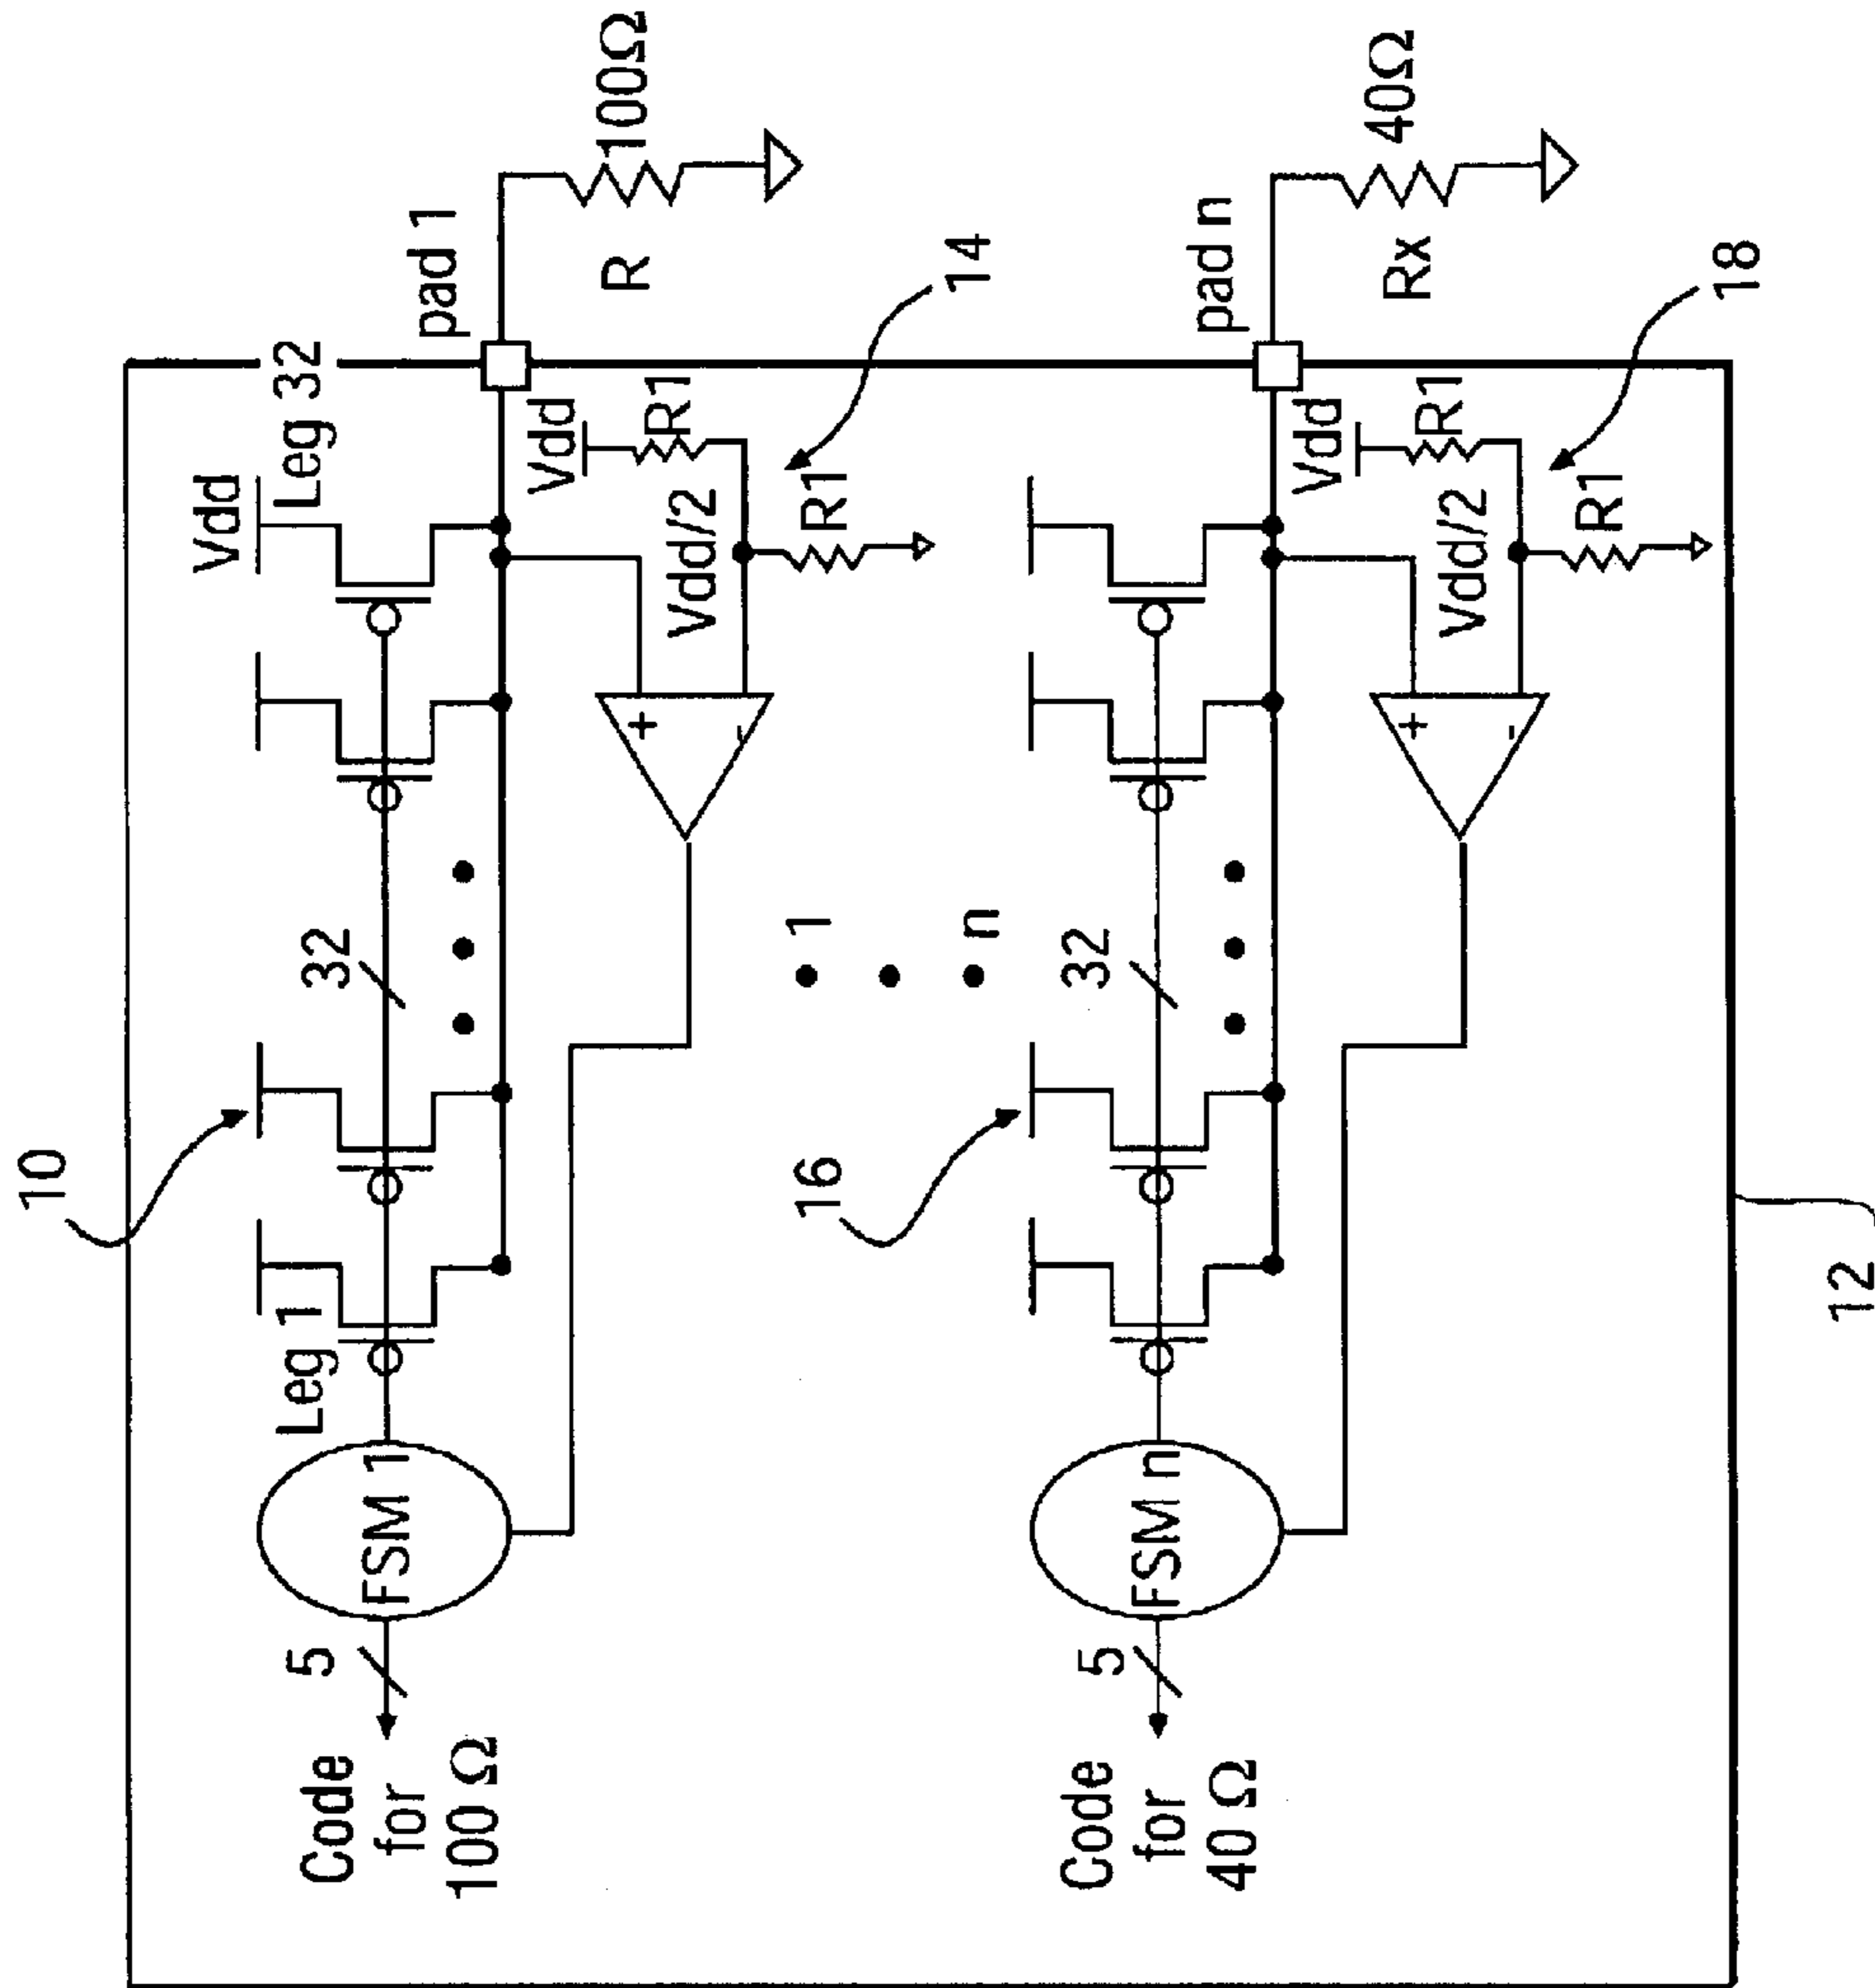 10
Vdd
Leg 1
Leg 32
32
pad 1
100Ω
R
5
FSM 1
Code
for
100 Ω
Vdd
R1
Vdd/2
R1
+
-
14
1
n
16
32
pad n
40Ω
Rx
5
FSM n
Code
for
40 Ω
Vdd
R1
Vdd/2
R1
+
-
18
12